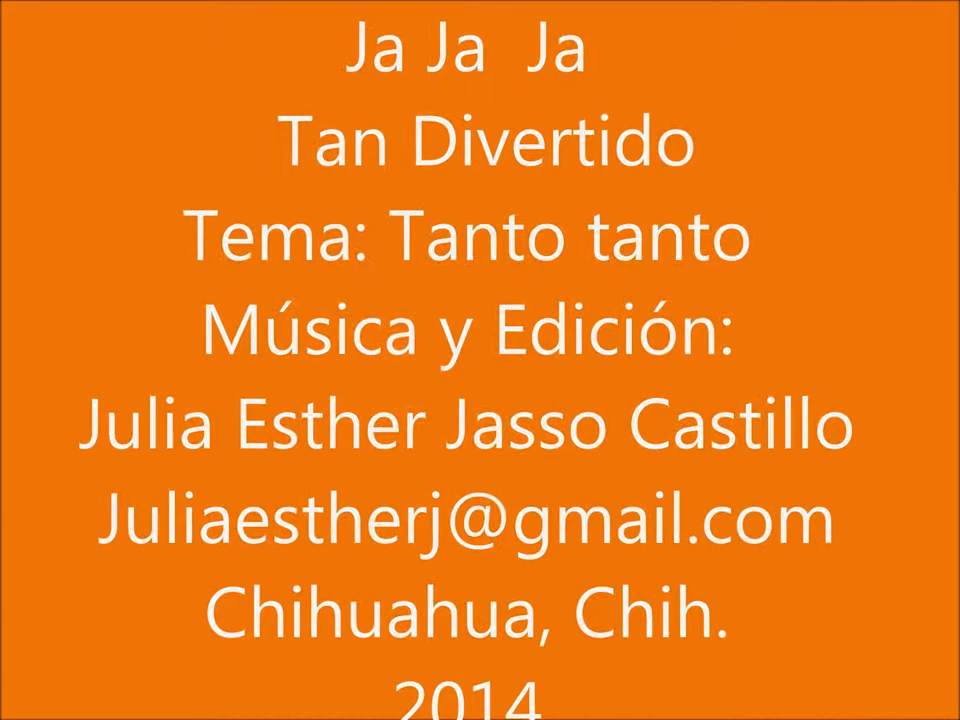 Ja Ja  Ja
Tan Divertido
Tema: Tanto tanto
Música y Edición:
Julia Esther Jasso Castillo
Juliaestherj@gmail.com
Chihuahua, Chih.
2014